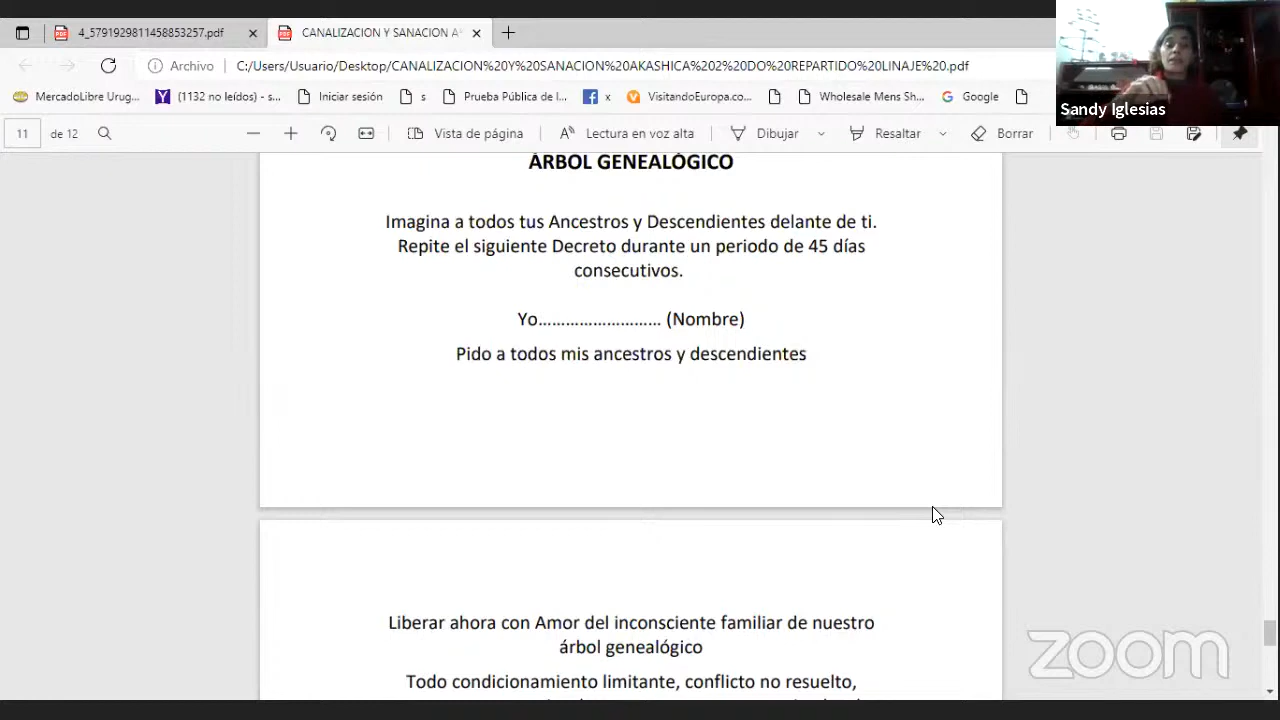 4_5791929811458853257.pdf
CANALIZACION Y SANACION A
C:/Users/Usuario/Desktop/CANALIZACION%20Y%20SANACION%20AKASHICA%202%20DO%20REPARTIDO%20LINAJE%20.pdf
Archivo
MercadoLibre Urug...
(1132 no leídos) - s...
Iniciar sesión
s
Prueba Pública de l...
x
VisitandoEuropa.co...
Wholesale Mens Sh...
Google
Sandy Iglesias
11 de 12
Vista de página
Lectura en voz alta
Dibujar
Resaltar
Borrar
ÁRBOL GENEALÓGICO
Imagina a todos tus Ancestros y Descendientes delante de ti.
Repite el siguiente Decreto durante un periodo de 45 días
consecutivos.
Yo........................ (Nombre)
Pido a todos mis ancestros y descendientes
Liberar ahora con Amor del inconsciente familiar de nuestro
árbol genealógico
Todo condicionamiento limitante, conflicto no resuelto,
zoom